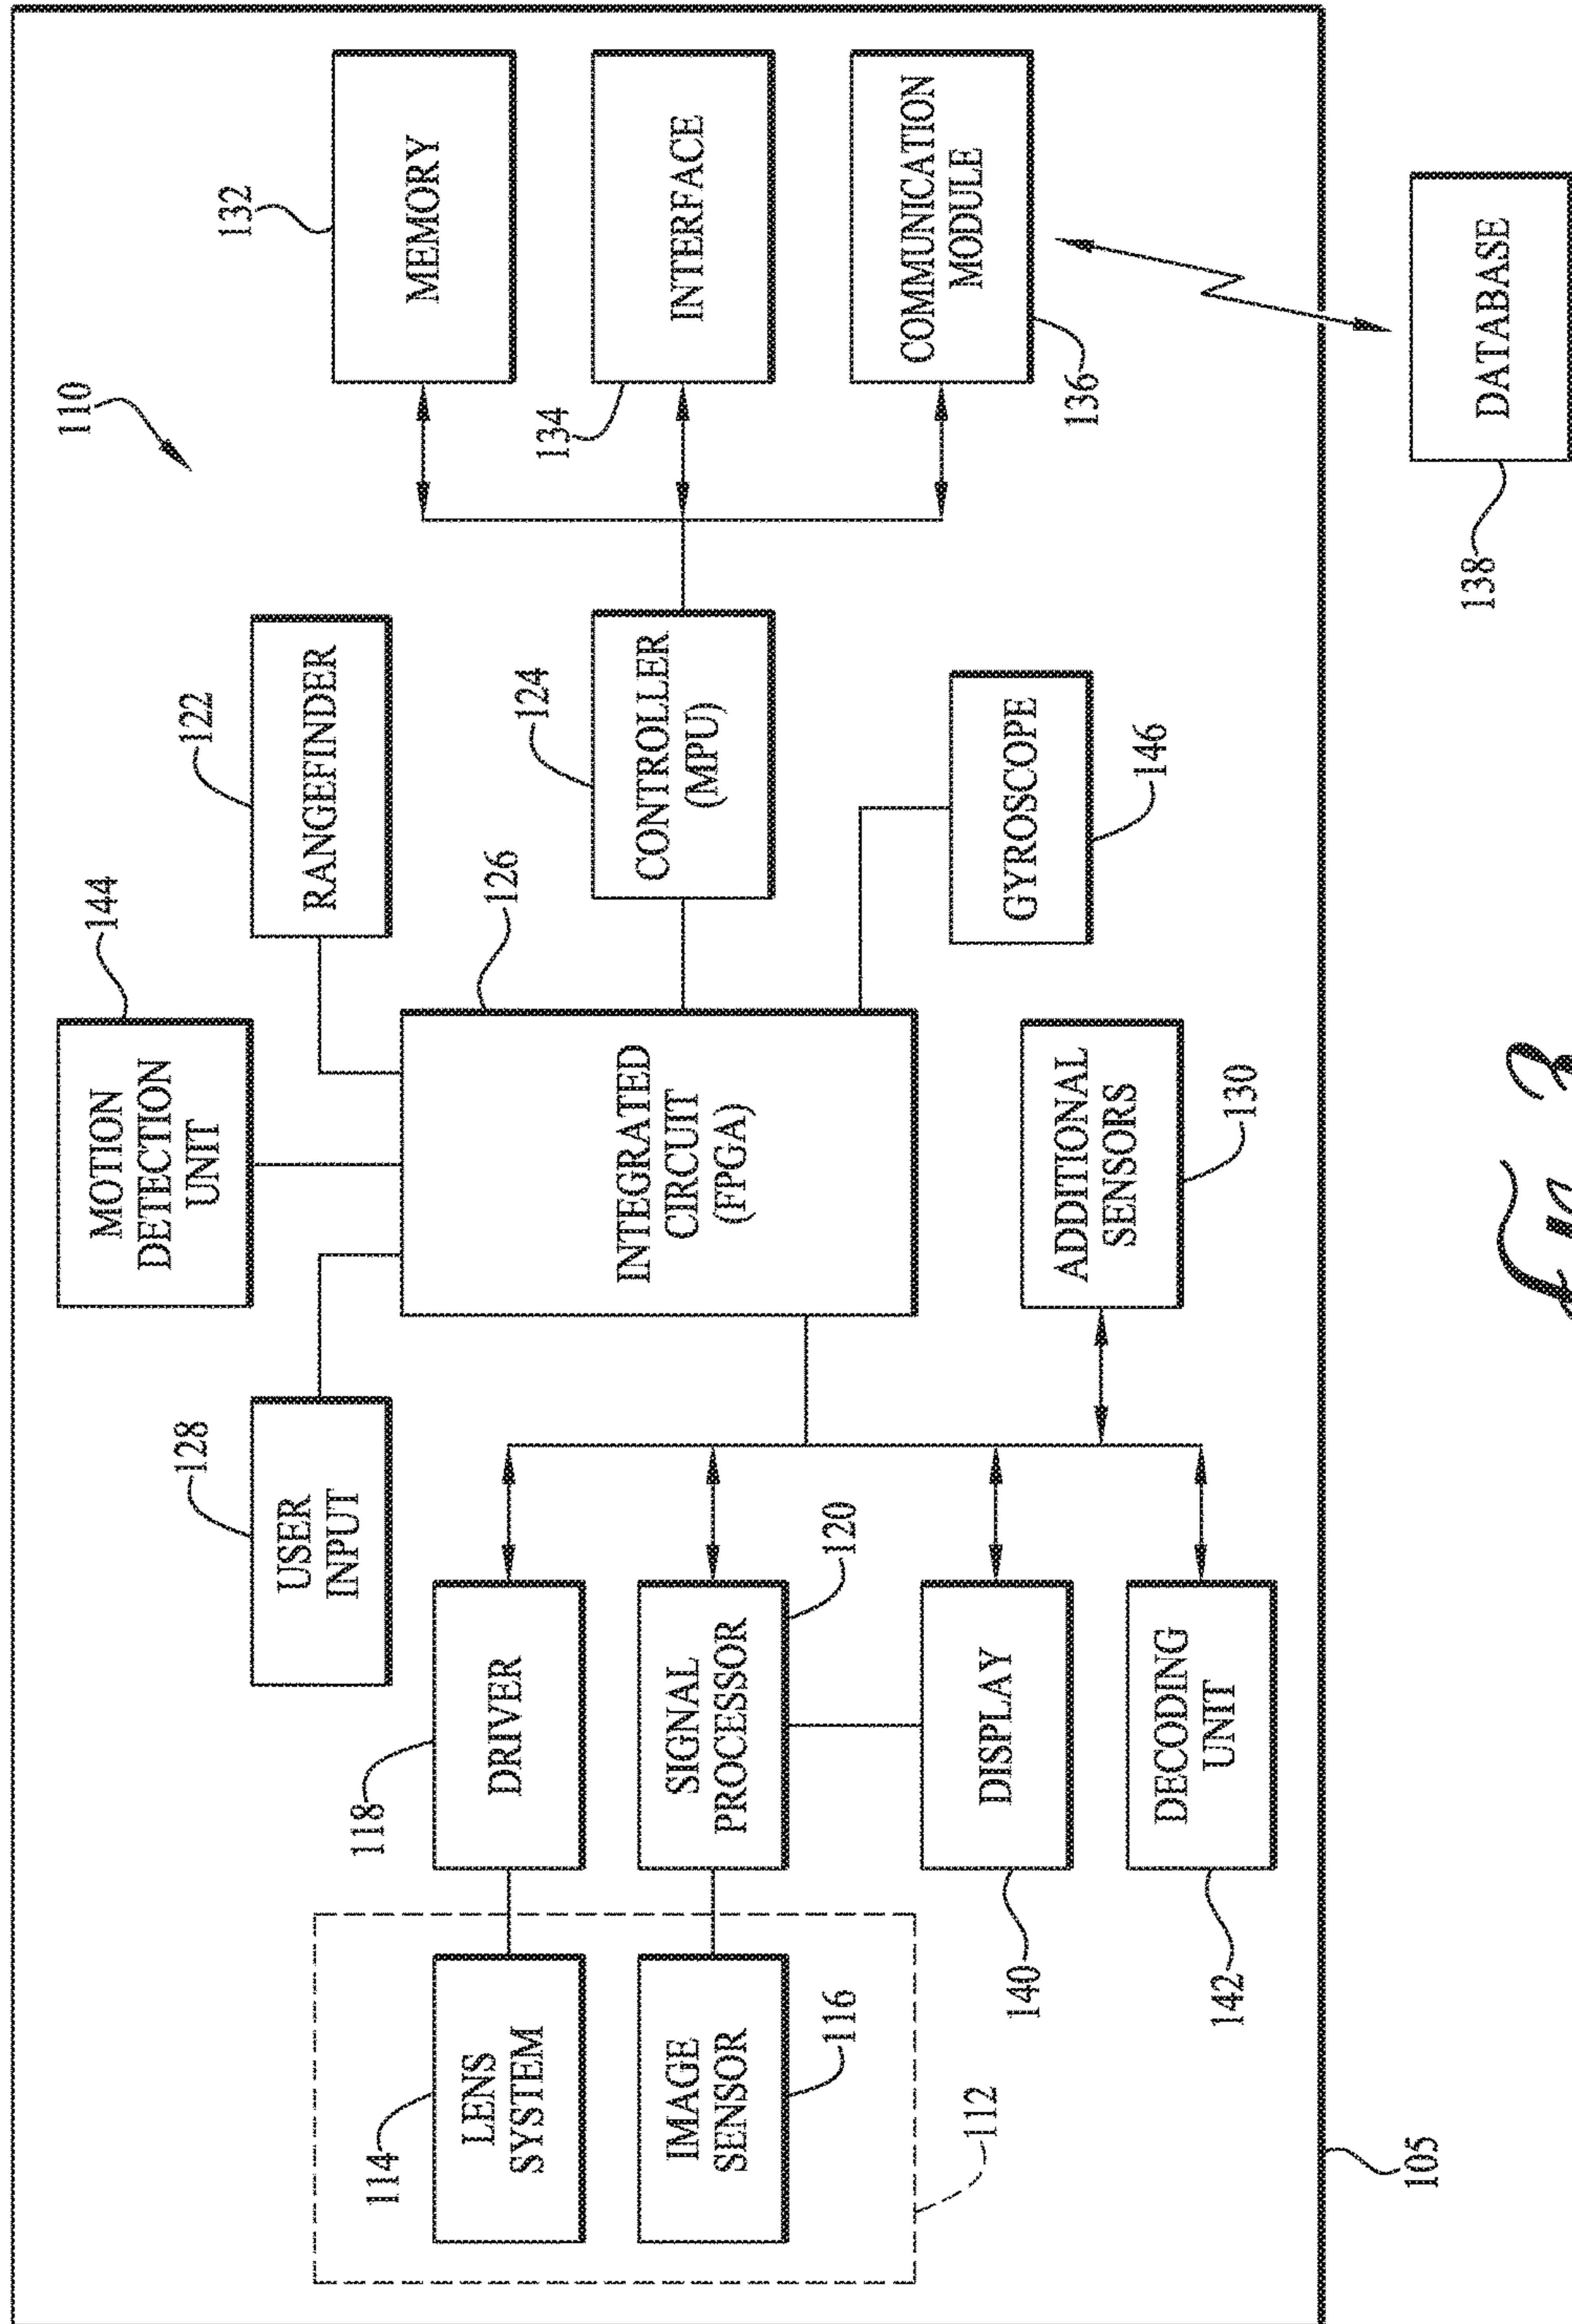 110
132
MEMORY
134
INTERFACE
136
COMMUNICATION
MODULE
138
DATABASE
122
RANGEFINDER
124
CONTROLLER
(MPU)
146
GYROSCOPE
144
MOTION
DETECTION
UNIT
126
INTEGRATED
CIRCUIT
(FPGA)
130
ADDITIONAL
SENSORS
128
USER
INPUT
118
DRIVER
120
SIGNAL
PROCESSOR
140
DISPLAY
142
DECODING
UNIT
114
LENS
SYSTEM
116
IMAGE
SENSOR
112
105
3